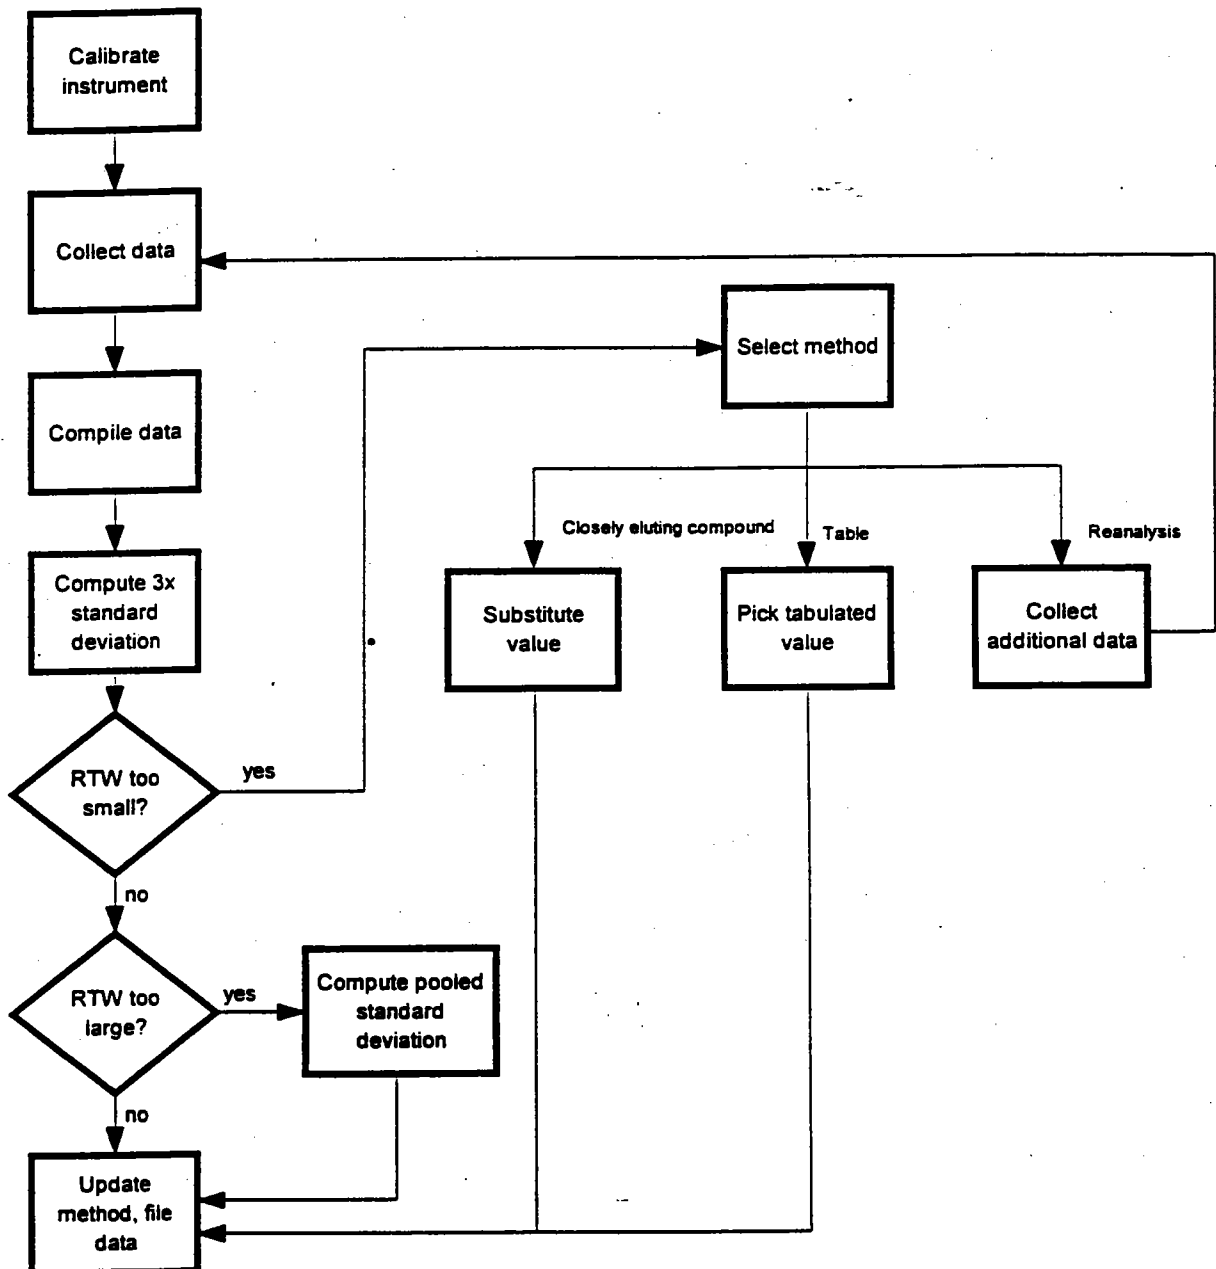 Calibrate
instrument
Collect data
Compile data
Compute 3x
standard
deviation
RTW too
small?
yes
no
RTW too
large?
yes
no
Compute pooled
standard
deviation
Update
method, file
data
Select method
Closely eluting compound
Table
Reanalysis
Substitute
value
Pick tabulated
value
Collect
additional data